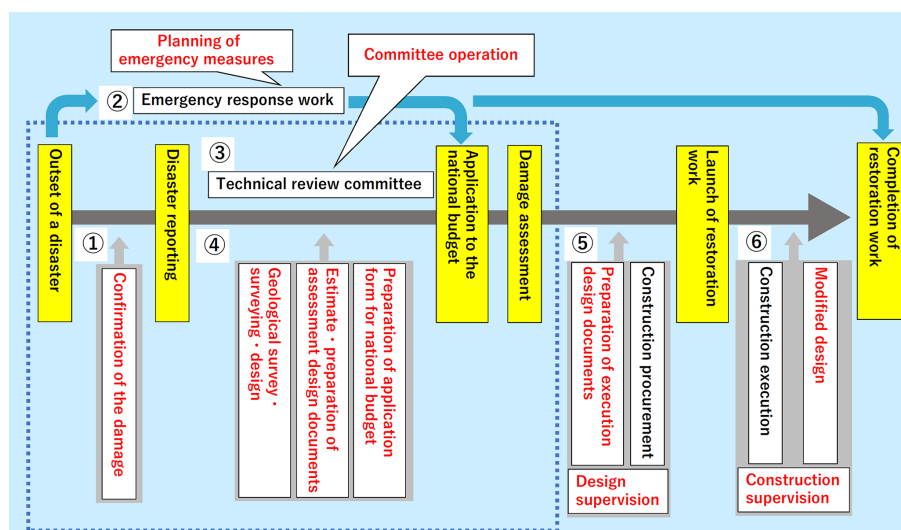 Planning of
emergency measures
Committee operation
②
Emergency response work
③
Technical review committee
Outset of a disaster
Disaster reporting
Application to the
national budget
Damage assessment
Launch of restoration
work
Completion of
restoration work
①
Confirmation of the damage
④
Geological survey・
surveying・design
Estimate・preparation of
assessment design documents
Preparation of application
form for national budget
⑤
Preparation of execution
design documents
Construction procurement
Design
supervision
⑥
Construction execution
Modified design
Construction
supervision